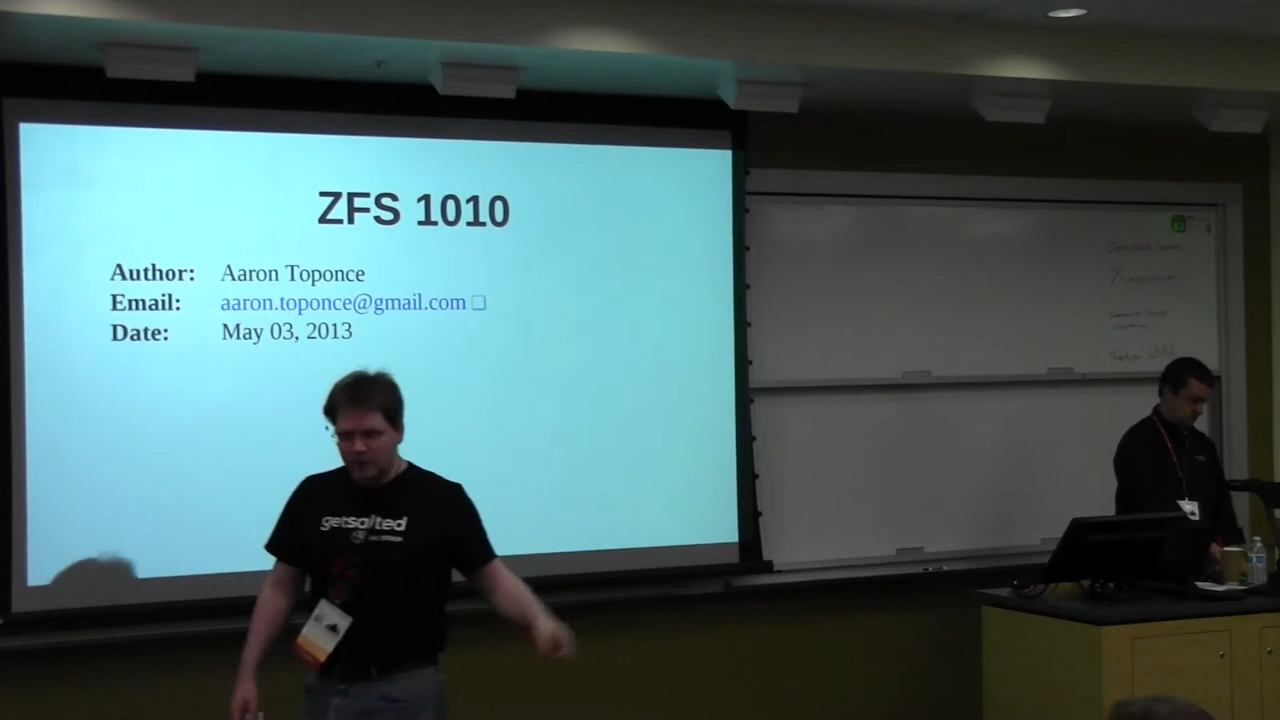 ZFS 1010
Author: Aaron Toponce
Email: aaron.toponce@gmail.com
Date: May 03, 2013
getsalted